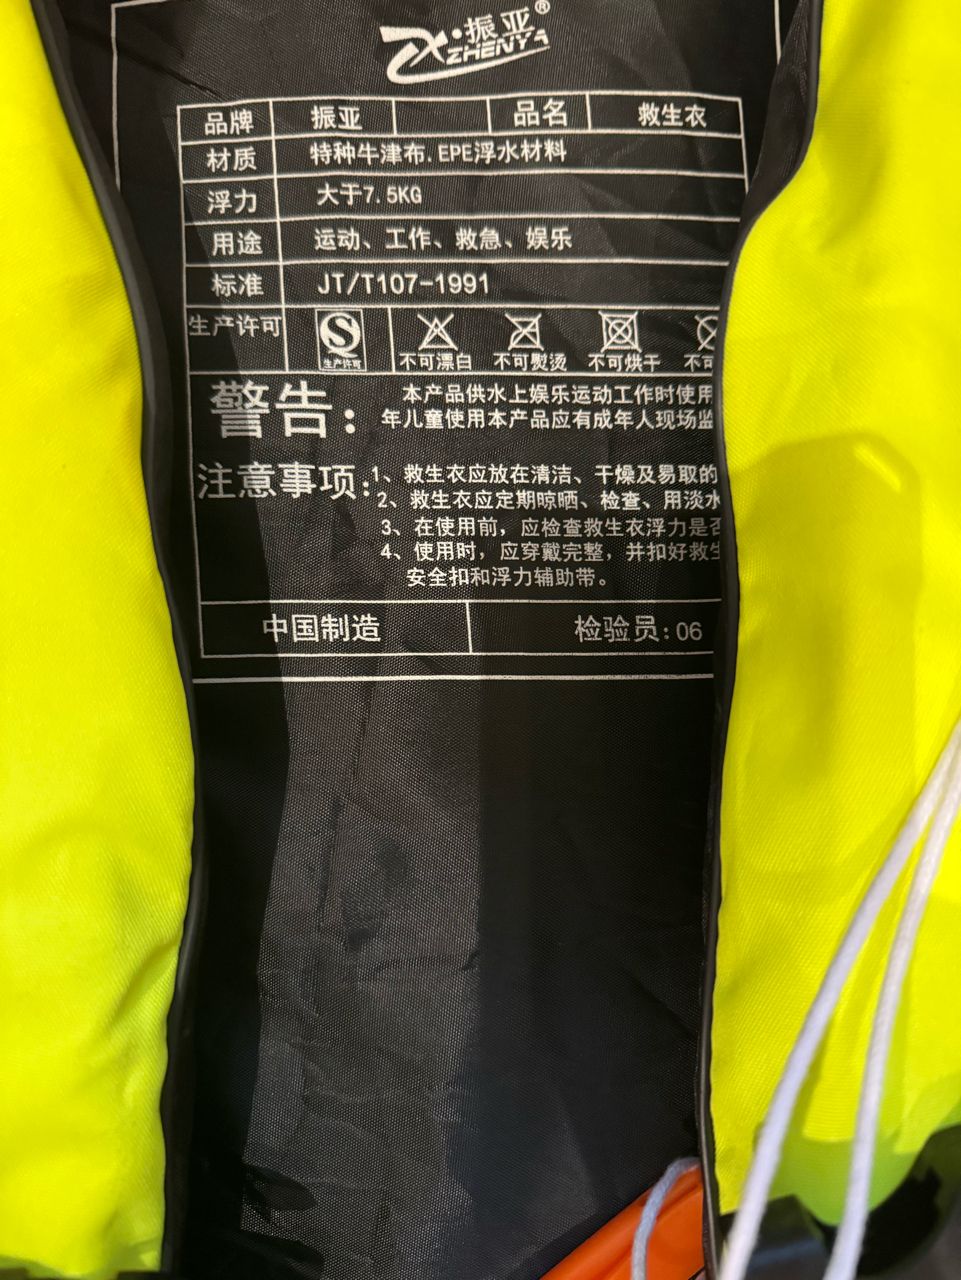 振亚®
ZHENYA
品牌 振亚 品名 救生衣
材质 特种牛津布.EPE浮水材料
浮力 大于7.5KG
用途 运动、工作、救急、娱乐
标准 JT/T107-1991
生产许可 生产许可 不可漂白 不可熨烫 不可烘干 不可
警告: 本产品供水上娱乐运动工作时使用
年儿童使用本产品应有成年人现场监
注意事项: 1、救生衣应放在清洁、干燥及易取的
2、救生衣应定期晾晒、检查、用淡水
3、在使用前,应检查救生衣浮力是否
4、使用时,应穿戴完整,并扣好救生
安全扣和浮力辅助带。
中国制造 检验员:06